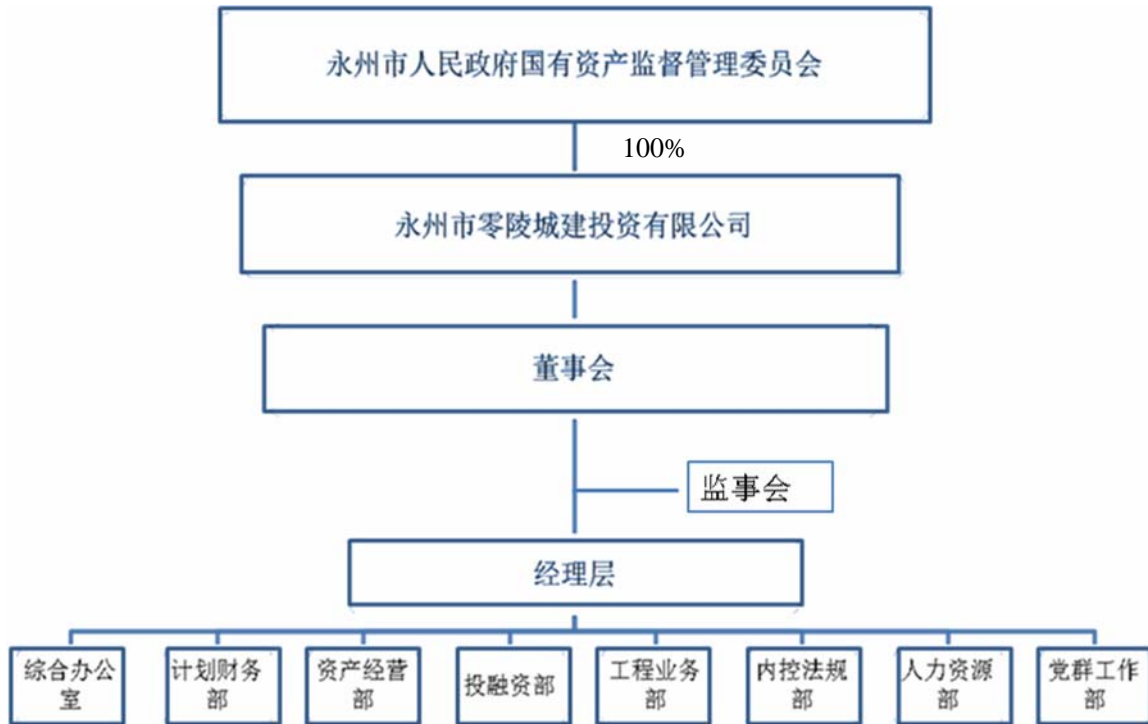 永州市人民政府国有资产监督管理委员会
100%
永州市零陵城建投资有限公司
董事会
监事会
经理层
综合办公
室
计划财务
部
资产经营
部
投融资部
工程业务
部
内控法规
部
人力资源
部
党群工作
部